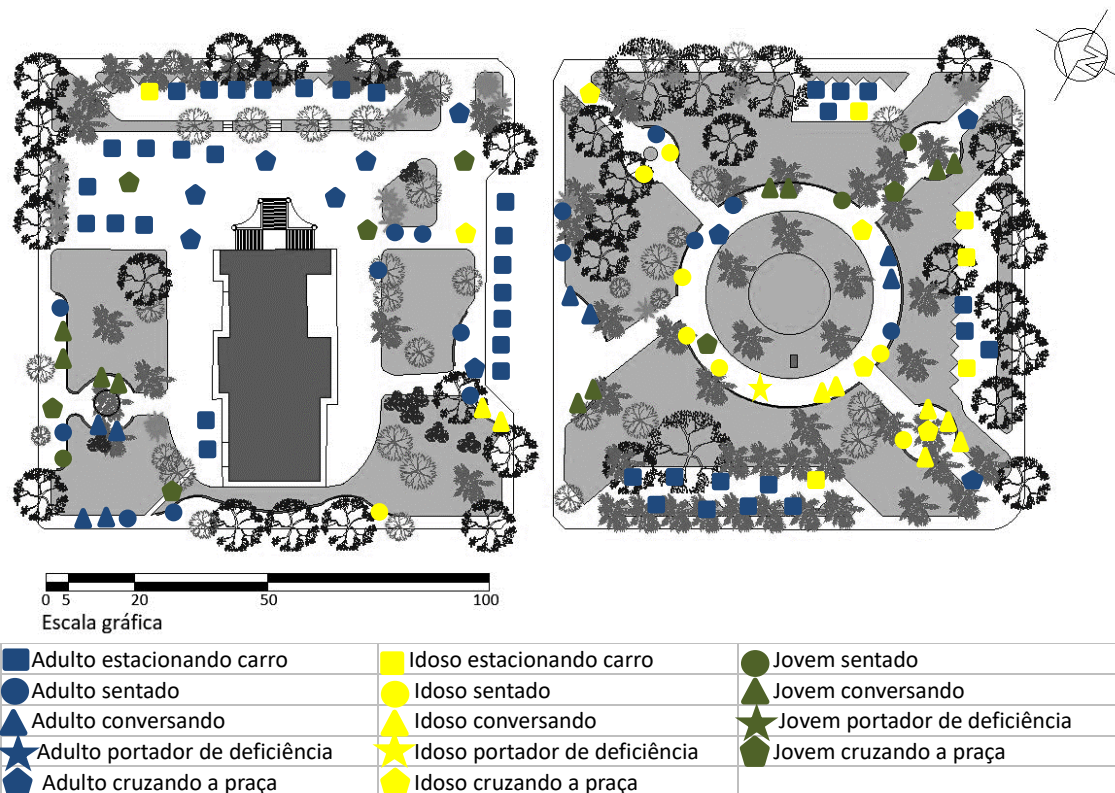 0 5 20 50 100
Escala gráfica
Adulto estacionando carro Idoso estacionando carro Jovem sentado
Adulto sentado Idoso sentado Jovem conversando
Adulto conversando Idoso conversando Jovem portador de deficiência
Adulto portador de deficiência Idoso portador de deficiência Jovem cruzando a praça
Adulto cruzando a praça Idoso cruzando a praça